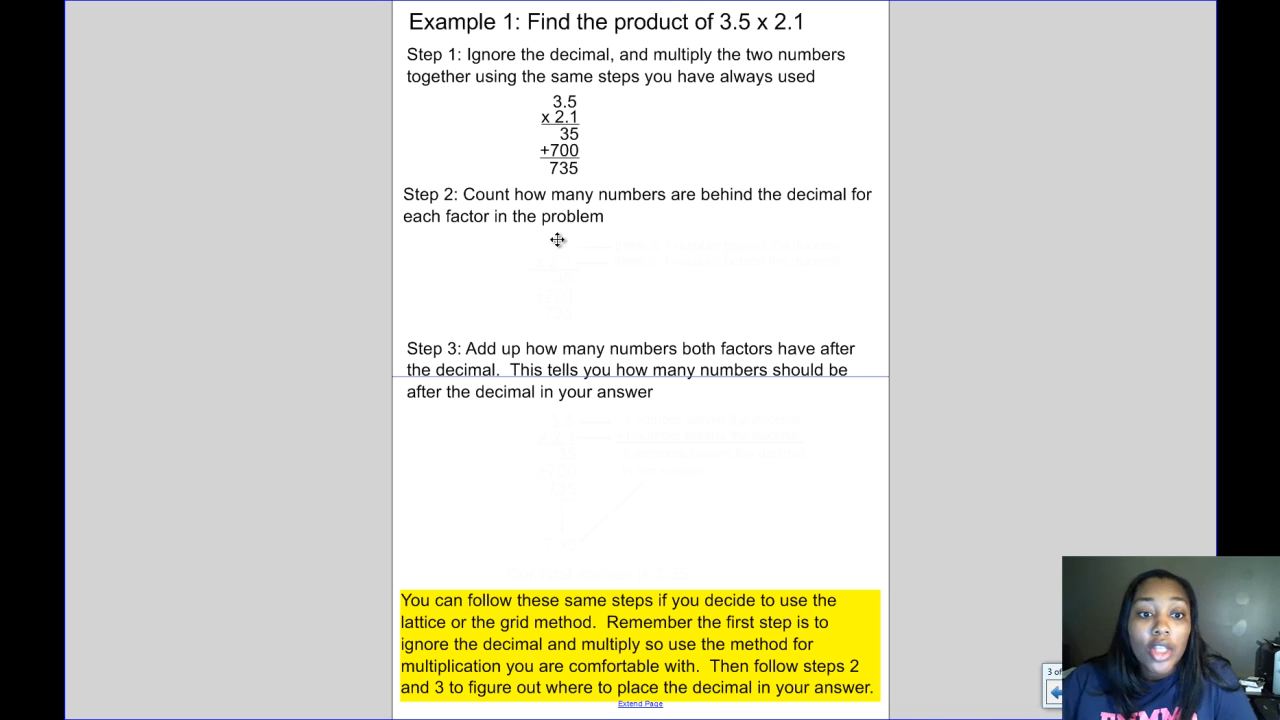 Example 1: Find the product of 3.5 x 2.1
Step 1: Ignore the decimal, and multiply the two numbers
together using the same steps you have always used
3.5
x 2.1
35
+700
735
Step 2: Count how many numbers are behind the decimal for
each factor in the problem
Step 3: Add up how many numbers both factors have after
the decimal.  This tells you how many numbers should be
after the decimal in your answer
You can follow these same steps if you decide to use the
lattice or the grid method.  Remember the first step is to
ignore the decimal and multiply so use the method for
multiplication you are comfortable with.  Then follow steps 2
and 3 to figure out where to place the decimal in your answer.
Extend Page
3 of